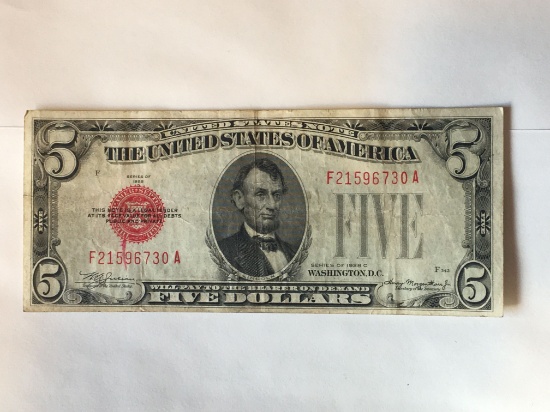 UNITED STATES NOTE
5 THE UNITED STATES OF AMERICA 5
F
SERIES OF
1928
F21596730 A
THIS NOTE IS A LEGAL TENDER
AT ITS FACE VALUE FOR ALL DEBTS
PUBLIC AND PRIVATE
FIVE
F21596730 A
SERIES OF 1928 C
WASHINGTON, D.C.
5
F
5
WILL PAY TO THE BEARER ON DEMAND
FIVE DOLLARS